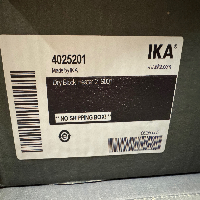 4025201
IKA®
Made by IKA
Dry Block Heater 2 
** NO SHIPPING BOX! **